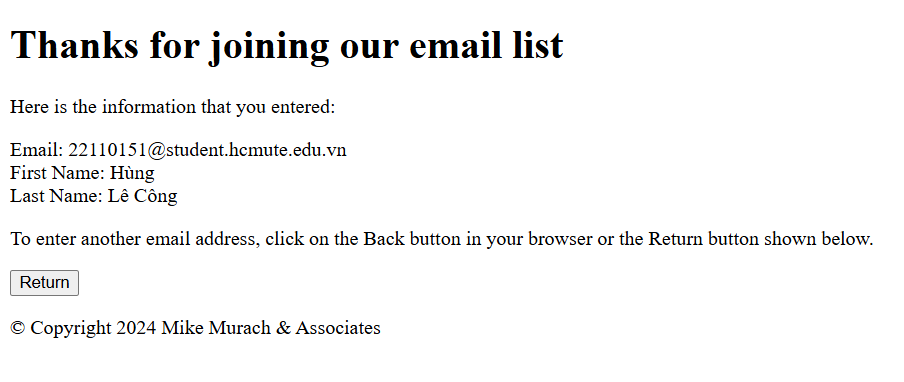 Thanks for joining our email list
Here is the information that you entered:
Email: 22110151@student.hcmute.edu.vn
First Name: Hùng
Last Name: Lê Công
To enter another email address, click on the Back button in your browser or the Return button shown below.
Return
© Copyright 2024 Mike Murach & Associates